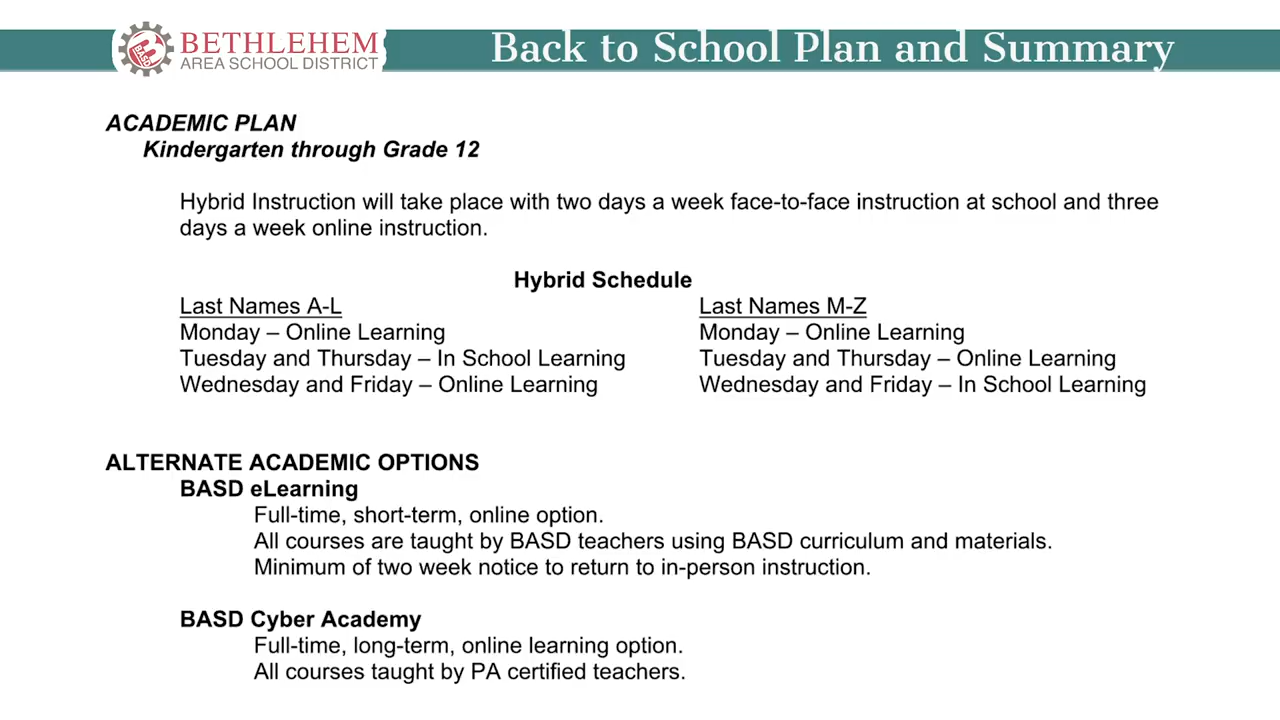 BASD
BETHLEHEM
AREA SCHOOL DISTRICT
Back to School Plan and Summary
ACADEMIC PLAN
Kindergarten through Grade 12
Hybrid Instruction will take place with two days a week face-to-face instruction at school and three
days a week online instruction.
Hybrid Schedule
Last Names A-L
Monday – Online Learning
Tuesday and Thursday – In School Learning
Wednesday and Friday – Online Learning
Last Names M-Z
Monday – Online Learning
Tuesday and Thursday – Online Learning
Wednesday and Friday – In School Learning
ALTERNATE ACADEMIC OPTIONS
BASD eLearning
Full-time, short-term, online option.
All courses are taught by BASD teachers using BASD curriculum and materials.
Minimum of two week notice to return to in-person instruction.
BASD Cyber Academy
Full-time, long-term, online learning option.
All courses taught by PA certified teachers.